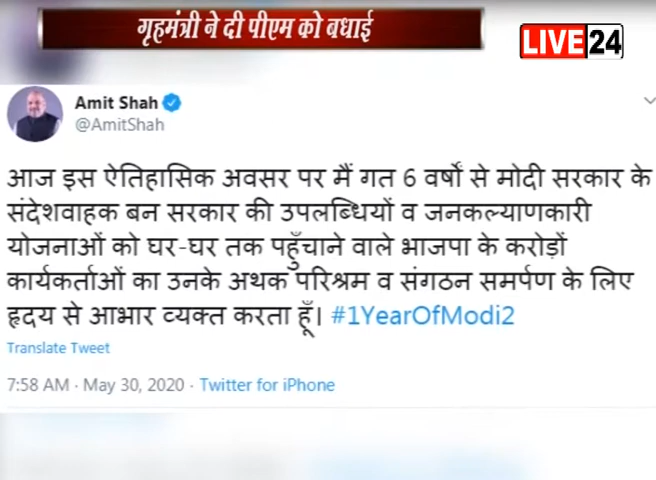 गृहमंत्री ने दी पीएम को बधाई
LIVE 24
Amit Shah
@AmitShah
आज इस ऐतिहासिक अवसर पर मैं गत 6 वर्षों से मोदी सरकार के
संदेशवाहक बन सरकार की उपलब्धियों व जनकल्याणकारी
योजनाओं को घर-घर तक पहुँचाने वाले भाजपा के करोड़ों
कार्यकर्ताओं का उनके अथक परिश्रम व संगठन समर्पण के लिए
हृदय से आभार व्यक्त करता हूँ। #1YearOfModi2
Translate Tweet
7:58 AM · May 30, 2020 · Twitter for iPhone